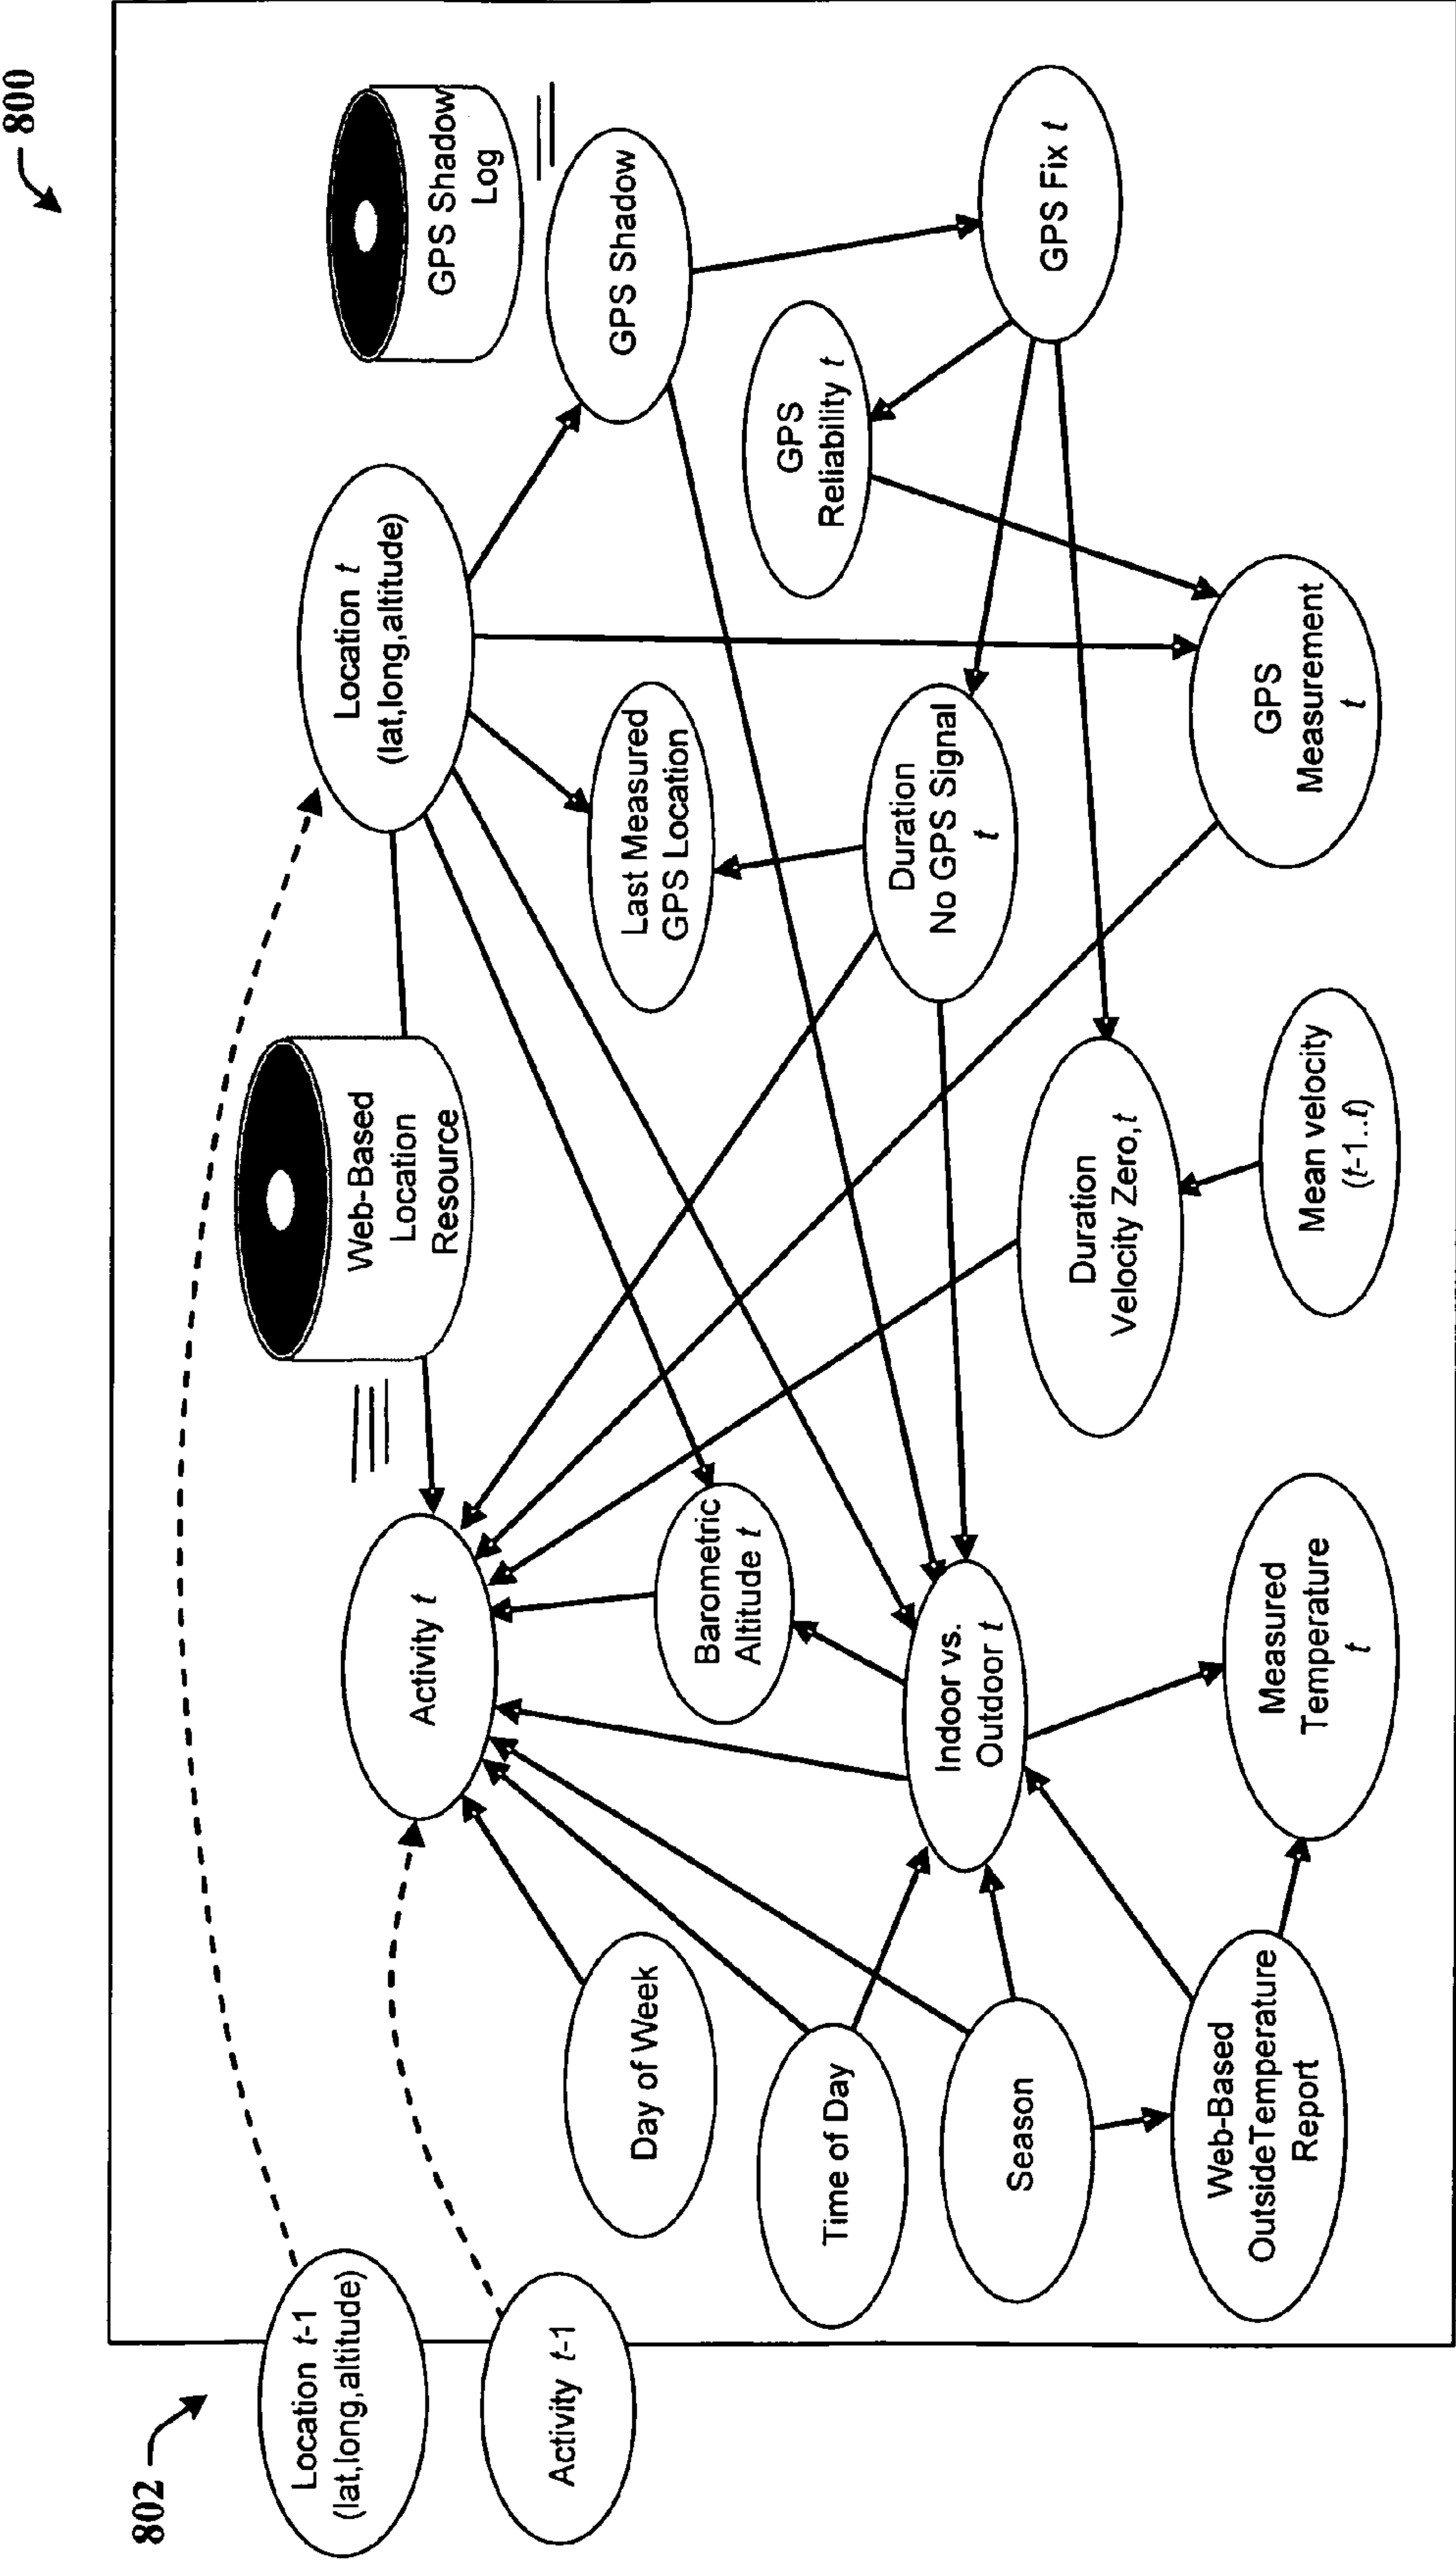 800
802
Location t-1
(lat,long,altitude)
Activity t-1
Web-Based
Location
Resource
Location t
(lat,long,altitude)
GPS Shadow
Log
GPS Shadow
Activity t
Day of Week
Barometric
Altitude t
Last Measured
GPS Location
GPS
Reliability t
Time of Day
Indoor vs.
Outdoor t
Duration
No GPS Signal
t
GPS Fix t
Season
Duration
Velocity Zero,t
Web-Based
OutsideTemperature
Report
Measured
Temperature
t
Mean velocity
(t-1..t)
GPS
Measurement
t